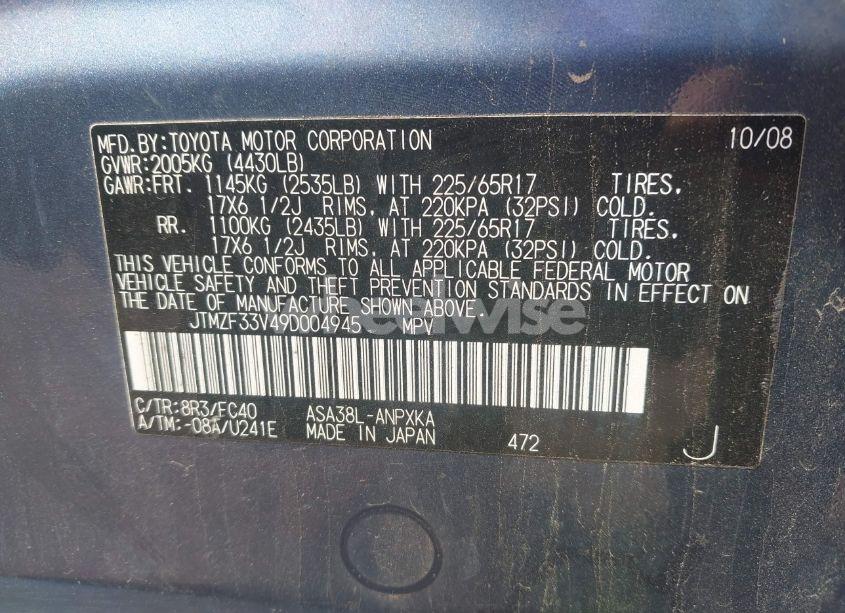 MFD.BY:TOYOTA MOTOR CORPORATION 10/08
GVWR:2005KG (4430LB)
GAWR:FRT. 1145KG (2535LB) WITH 225/65R17 TIRES,
17X6 1/2J RIMS, AT 220KPA (32PSI) COLD.
RR. 1100KG (2435LB) WITH 225/65R17 TIRES,
17X6 1/2J RIMS, AT 220KPA (32PSI) COLD.
THIS VEHICLE CONFORMS TO ALL APPLICABLE FEDERAL MOTOR
VEHICLE SAFETY AND THEFT PREVENTION STANDARDS IN EFFECT ON
THE DATE OF MANUFACTURE SHOWN ABOVE.
JTMZF33V49D004945 MPV
C/TR:8R3/FC40 ASA38L-ANPXKA
A/TM:-08A/U241E MADE IN JAPAN 472 J